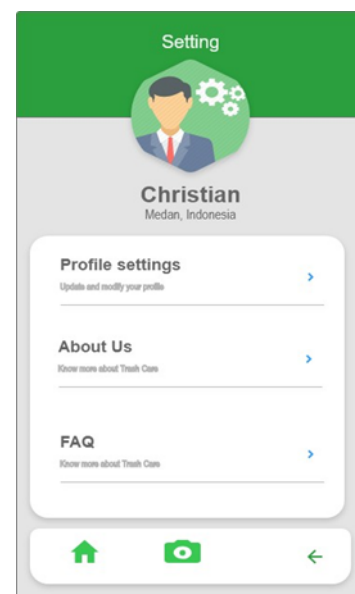 Setting
Christian
Medan, Indonesia
Profile settings
Update and modify your profile
About Us
Know more about Trash Care
FAQ
Know more about Trash Care